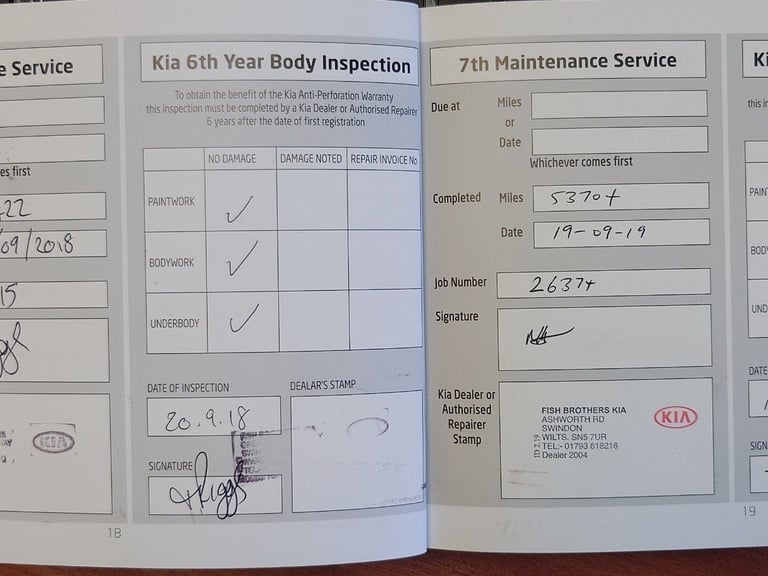 e Service
es first
22
09/2018
15
KIA
18
Kia 6th Year Body Inspection
To obtain the benefit of the Kia Anti-Perforation Warranty
this inspection must be completed by a Kia Dealer or Authorised Repairer
6 years after the date of first registration
NO DAMAGE DAMAGE NOTED REPAIR INVOICE No
PAINTWORK ✓
BODYWORK ✓
UNDERBODY ✓
DATE OF INSPECTION DEALAR'S STAMP
20.9.18
SIGNATURE
7th Maintenance Service
Due at Miles
or
Date
Whichever comes first
Completed Miles 53704
Date 19-09-19
Job Number 26374
Signature
Kia Dealer or
Authorised
Repairer
Stamp
FISH BROTHERS KIA
ASHWORTH RD
SWINDON
WILTS. SN5 7UR
TEL:- 01793 618216
Dealer 2004
KIA
19
Ki
this in
PAIN
BODY
UND
DATE
SIGN